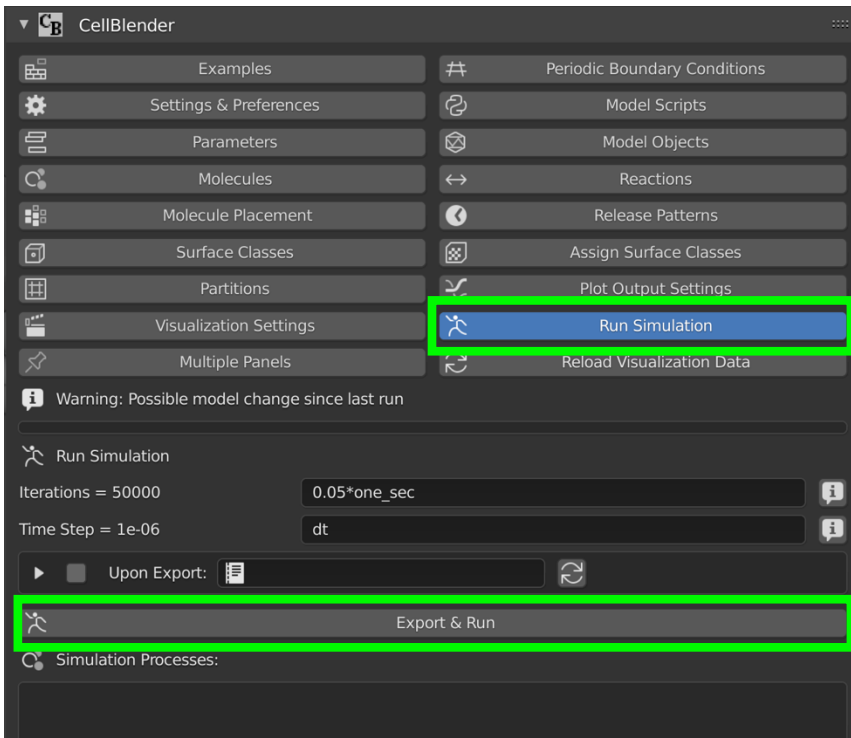 CB CellBlender
Examples
Periodic Boundary Conditions
Settings & Preferences
Model Scripts
Parameters
Model Objects
Molecules
Reactions
Molecule Placement
Release Patterns
Surface Classes
Assign Surface Classes
Partitions
Plot Output Settings
Visualization Settings
Run Simulation
Multiple Panels
Reload Visualization Data
Warning: Possible model change since last run
Run Simulation
Iterations = 50000
0.05*one_sec
Time Step = 1e-06
dt
Upon Export:
Export & Run
Simulation Processes: